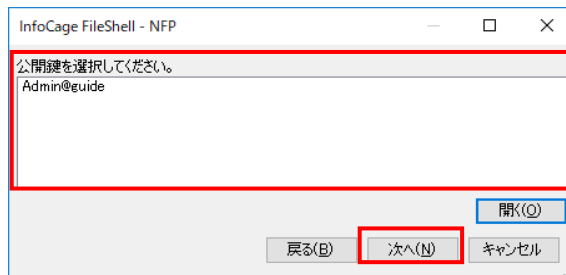 InfoCage FileShell - NFP
公開鍵を選択してください。
Admin@guide
開く(O)
戻る(B) 次へ(N) キャンセル